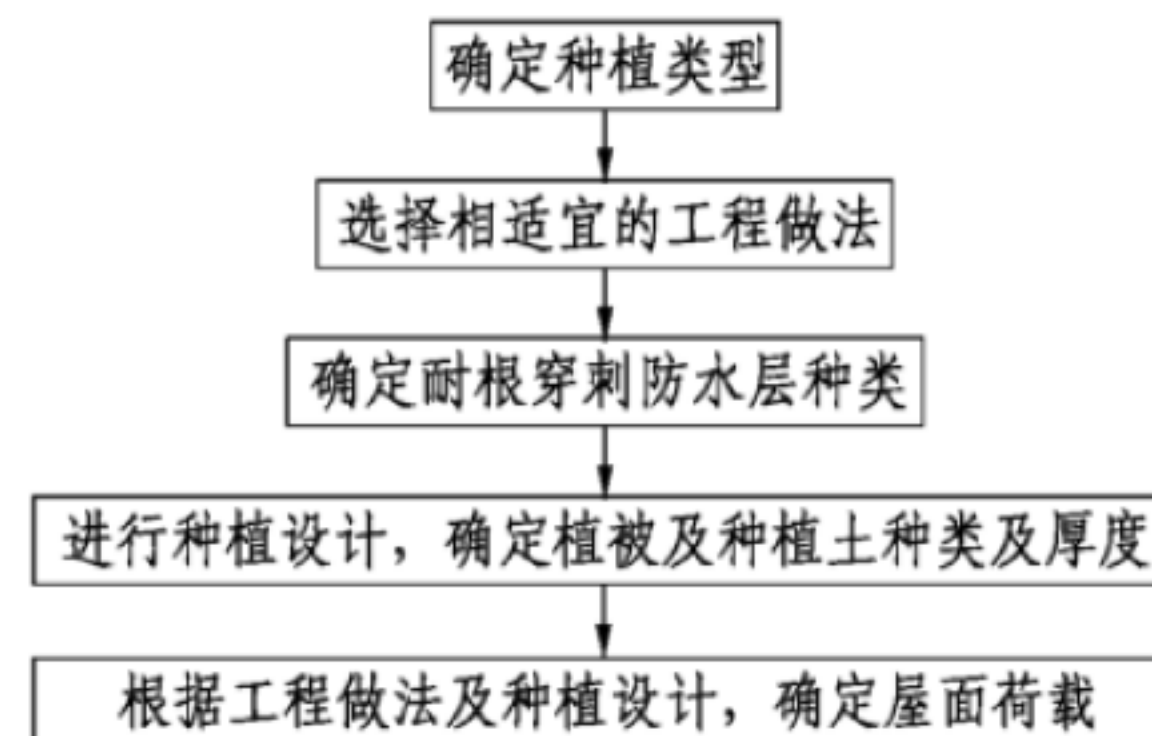 确定种植类型
选择相适宜的工程做法
确定耐根穿刺防水层种类
进行种植设计，确定植被及种植土种类及厚度
根据工程做法及种植设计，确定屋面荷载